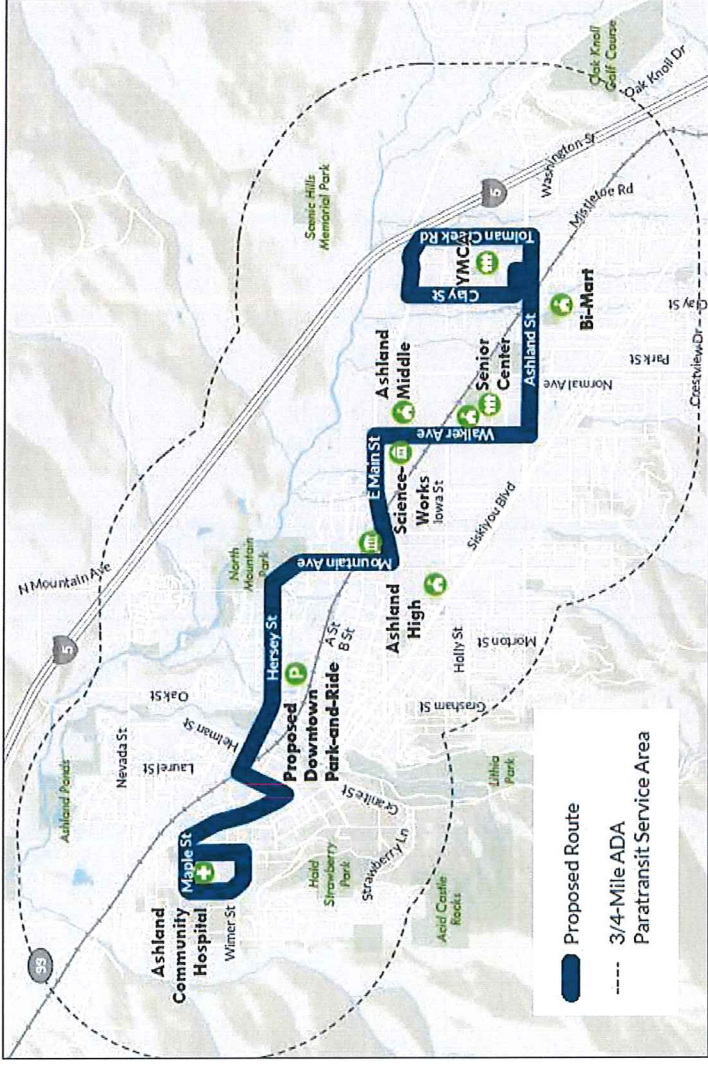 99
5
N Mountain Ave
Ashland Ponds
Nevada St
Oak St
Laurel St
Helman St
Hersey St
North
Mountain
Park
Scenic Hills
Memorial Park
Ashland
Community
Hospital
Maple St
Wimer St
Proposed
Downtown
Park-and-Ride
P
A St
B St
Mountain Ave
E Main St
Science-
Works
Iowa St
Ashland
Middle
Walker Ave
Senior
Center
Clay St
YMCA
Tolman Creek Rd
5
Washington St
Oak Knoll
Golf Course
Oak Knoll Dr
Mistletoe Rd
Ashland St
Bi-Mart
Normal Ave
Park St
Clay St
Crestview Dr
Siskiyou Blvd
Ashland
High
Holly St
Morton St
Gresham St
Granite St
Lithia
Park
Hald
Strawberry
Park
Strawberry Ln
Acid Castle
Rocks
Proposed Route
3/4-Mile ADA
Paratransit Service Area